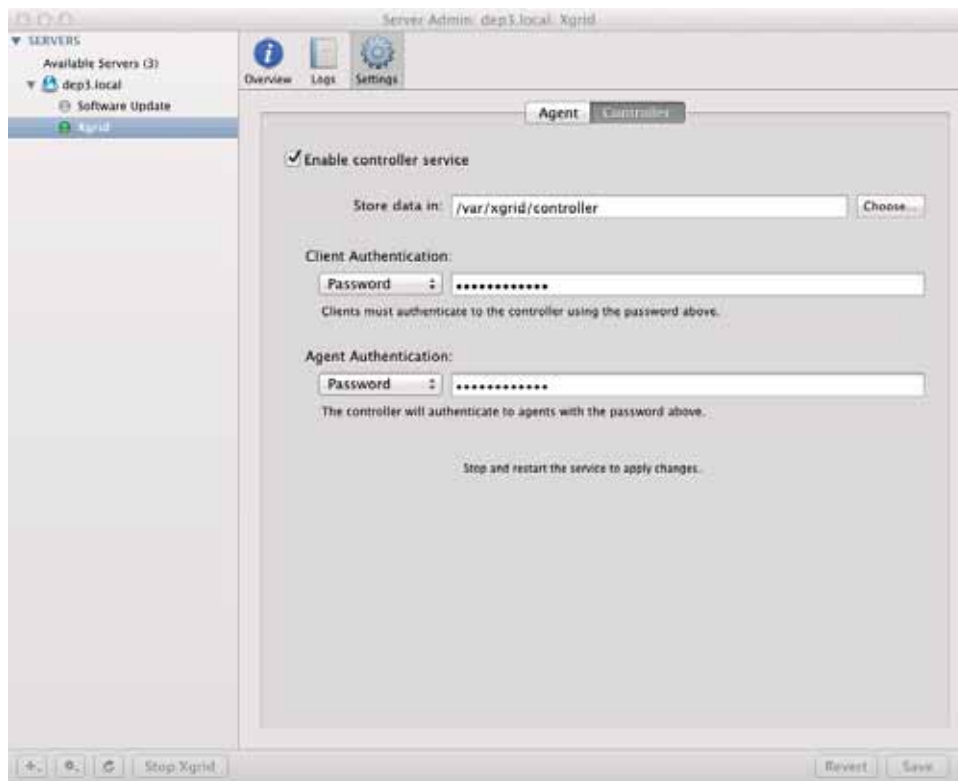 Server Admin: dep3.local: Xgrid
SERVERS
Available Servers (3)
dep3.local
Software Update
Xgrid
Overview
Logs
Settings
Agent
Controller
Enable controller service
Store data in: /var/xgrid/controller
Choose...
Client Authentication:
Password ••••••••••••
Clients must authenticate to the controller using the password above.
Agent Authentication:
Password ••••••••••••
The controller will authenticate to agents with the password above.
Stop and restart the service to apply changes.
Stop Xgrid
Revert
Save